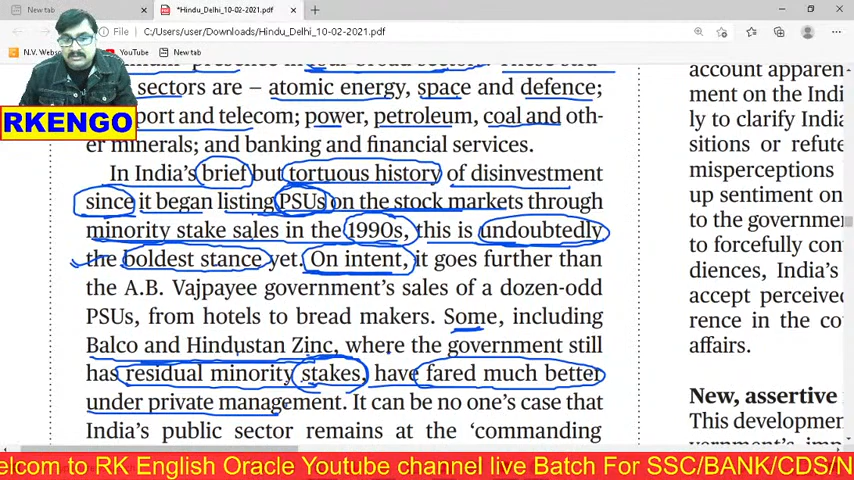 New tab
*Hindu_Delhi_10-02-2021.pdf
C:/Users/user/Downloads/Hindu_Delhi_10-02-2021.pdf
N.V. Webs
YouTube
New tab
RKENGO
sectors are – atomic energy, space and defence;
port and telecom; power, petroleum, coal and oth-
er minerals; and banking and financial services.
In India's brief but tortuous history of disinvestment
since it began listing PSUs on the stock markets through
minority stake sales in the 1990s, this is undoubtedly
the boldest stance yet. On intent, it goes further than
the A.B. Vajpayee government's sales of a dozen-odd
PSUs, from hotels to bread makers. Some, including
Balco and Hindustan Zinc, where the government still
has residual minority stakes, have fared much better
under private management. It can be no one's case that
India's public sector remains at the 'commanding
account apparen
ment on the Indi
ly to clarify India
sitions or refute
misperceptions
up sentiment on
to the governme
to forcefully con
diences, India's
accept perceived
rence in the cou
affairs.
New, assertive
This developmen
elcom to RK English Oracle Youtube channel live Batch For SSC/BANK/CDS/N